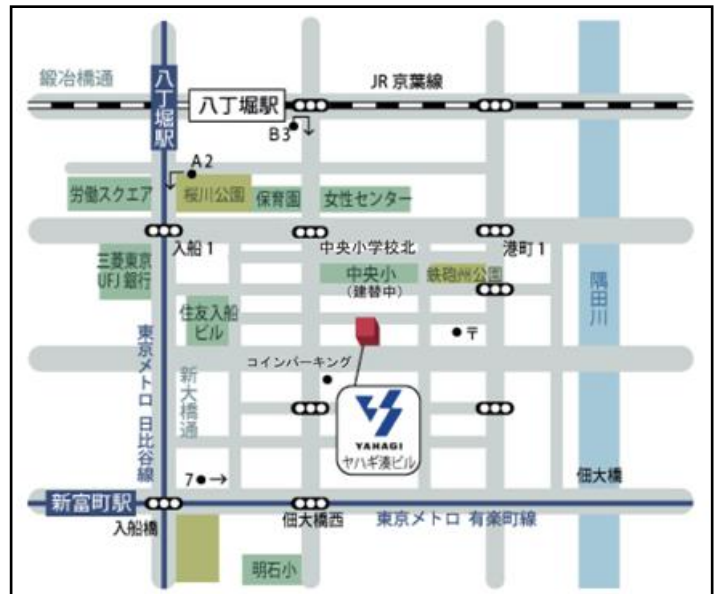 鍛冶橋通
八丁堀駅
八丁堀駅
JR 京葉線
B3
A2
労働スクエア
桜川公園
保育園
女性センター
入船 1
中央小学校北
港町 1
三菱東京
UFJ 銀行
中央小
(建替中)
鉄砲州公園
隅田川
住友入船
ビル
〒
東京メトロ 日比谷線
新大橋通
コインパーキング
YAHAGI
ヤハギ湊ビル
7
佃大橋
新富町駅
入船橋
佃大橋西
東京メトロ 有楽町線
明石小